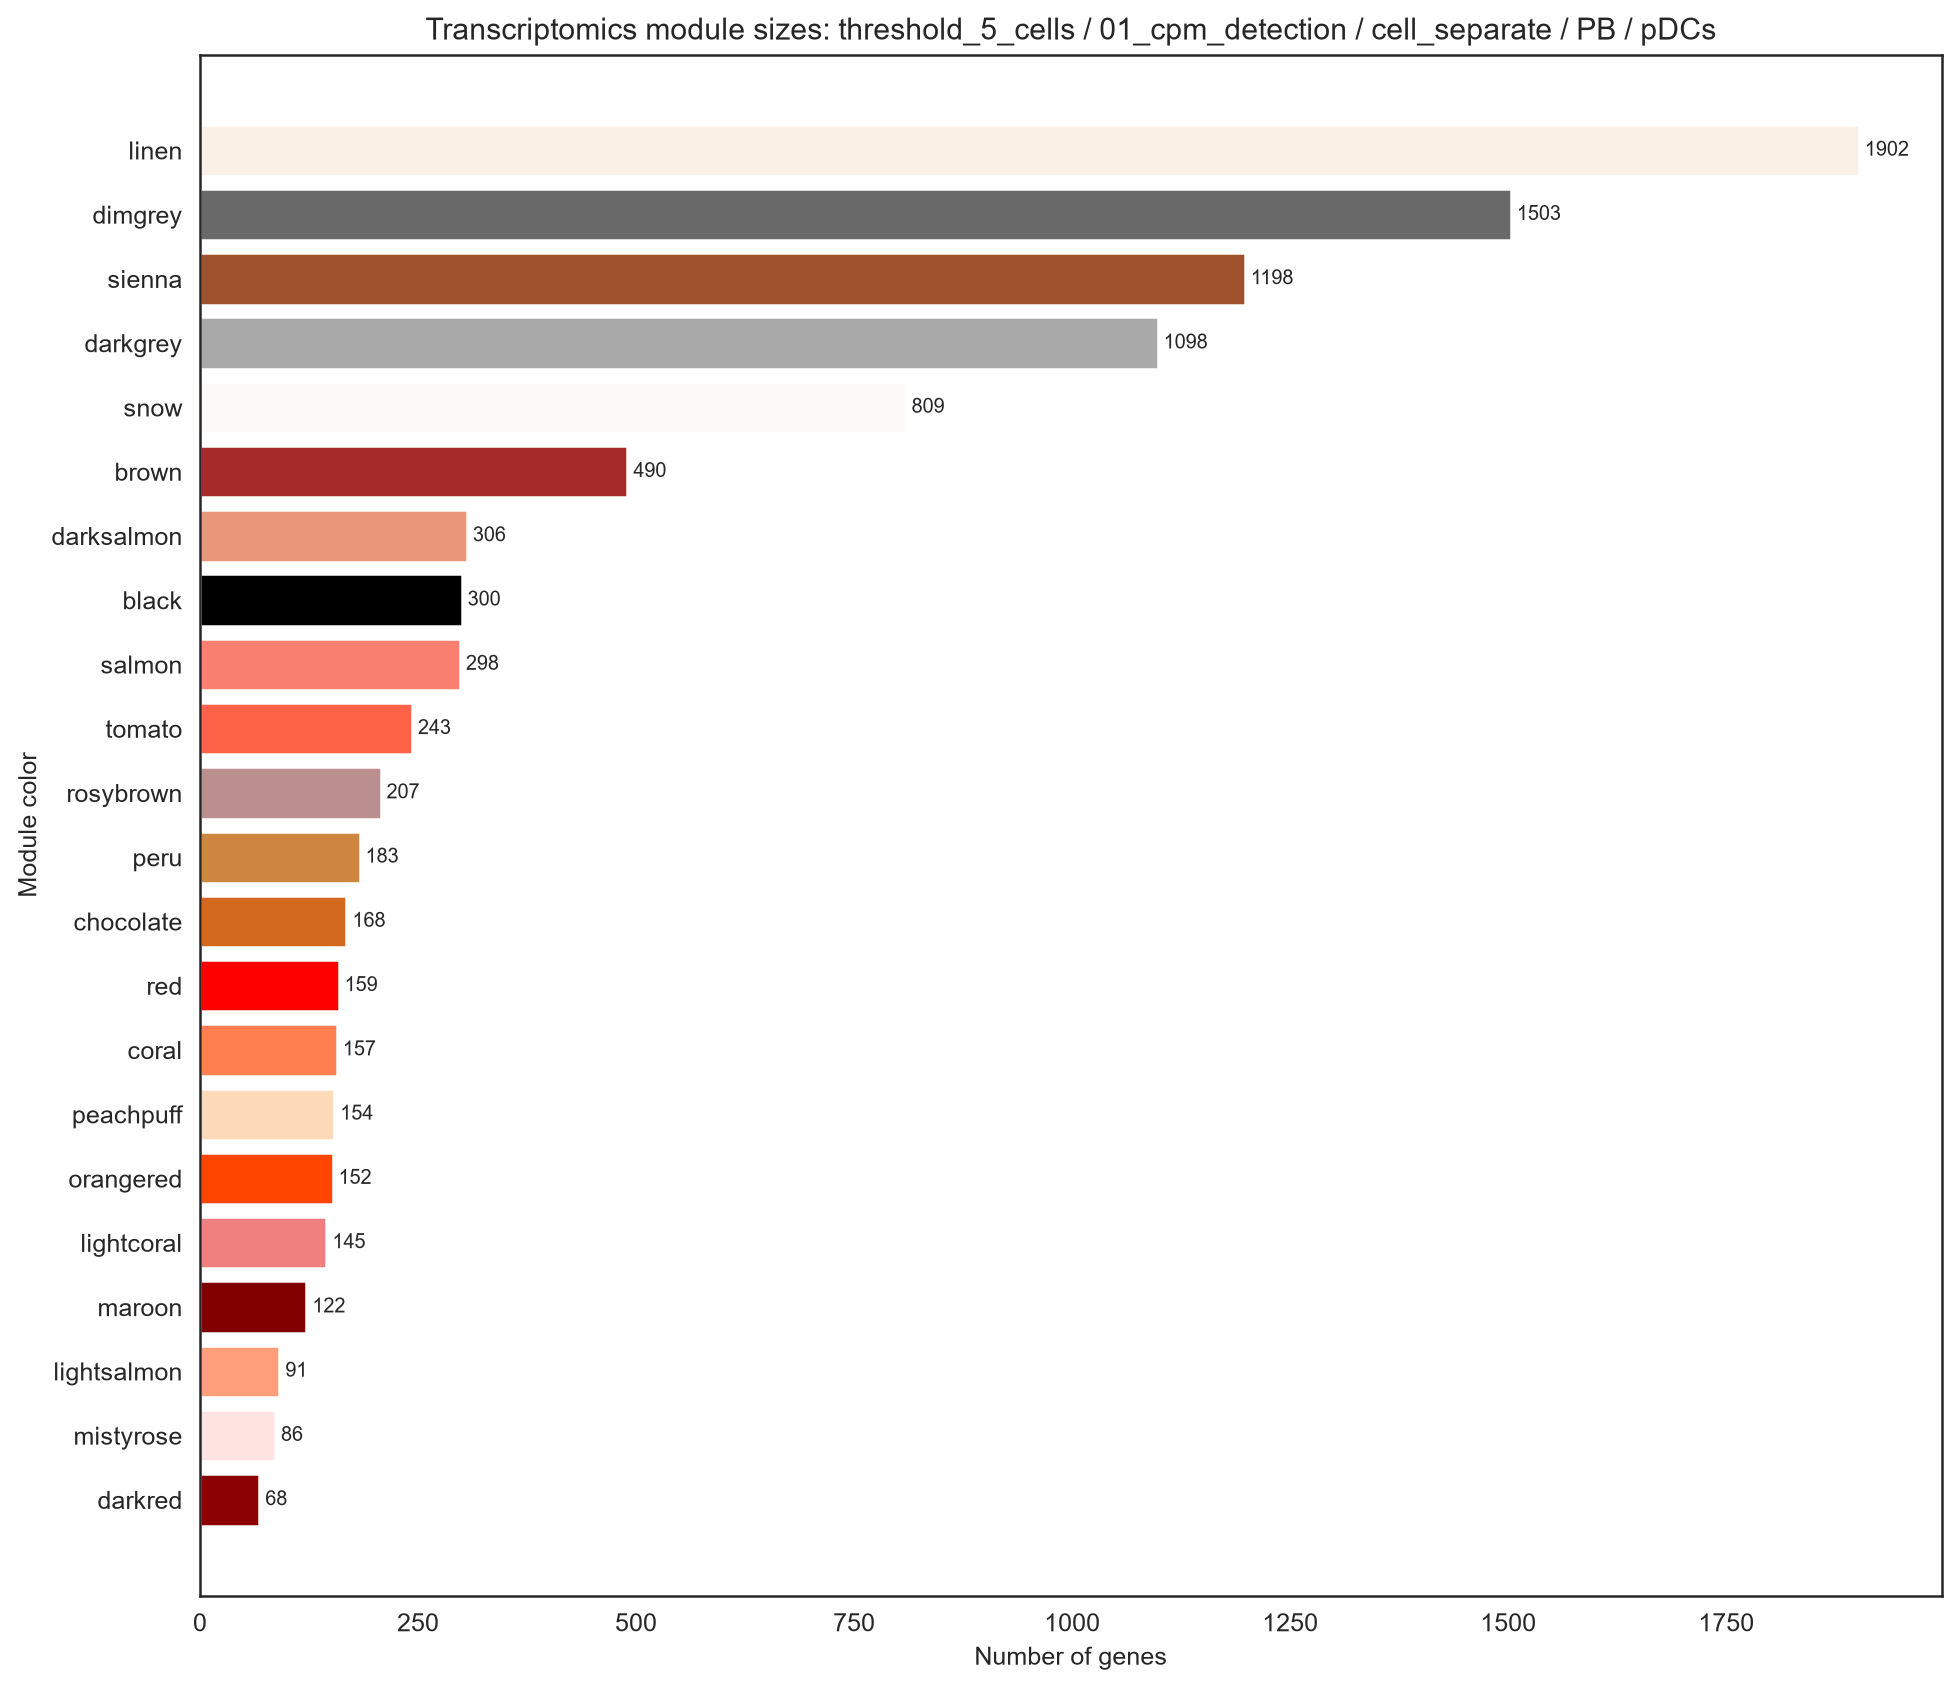 Transcriptomics module sizes: threshold_5_cells / 01_cpm_detection / cell_separate / PB / pDCs
linen 1902
dimgrey 1503
sienna 1198
darkgrey 1098
snow 809
brown 490
darksalmon 306
black 300
salmon 298
tomato 243
rosybrown 207
peru 183
chocolate 168
red 159
coral 157
peachpuff 154
orangered 152
lightcoral 145
maroon 122
lightsalmon 91
mistyrose 86
darkred 68
Module color
0 250 500 750 1000 1250 1500 1750
Number of genes